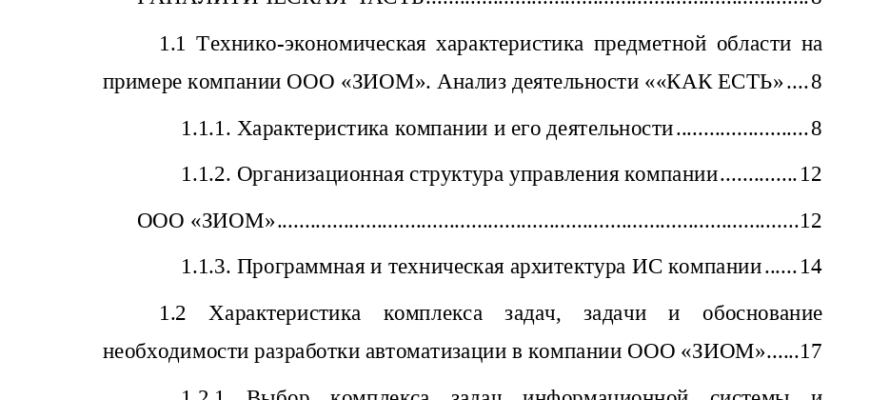 I АНАЛИТИЧЕСКАЯ ЧАСТЬ........................................................................8
1.1 Технико-экономическая характеристика предметной области на
примере компании ООО «ЗИОМ». Анализ деятельности ««КАК ЕСТЬ»....8
1.1.1. Характеристика компании и его деятельности........................8
1.1.2. Организационная структура управления компании..............12
ООО «ЗИОМ»..............................................................................................12
1.1.3. Программная и техническая архитектура ИС компании......14
1.2 Характеристика комплекса задач, задачи и обоснование
необходимости разработки автоматизации в компании ООО «ЗИОМ»......17
1.2.1 Выбор комплекса задач информационной системы и